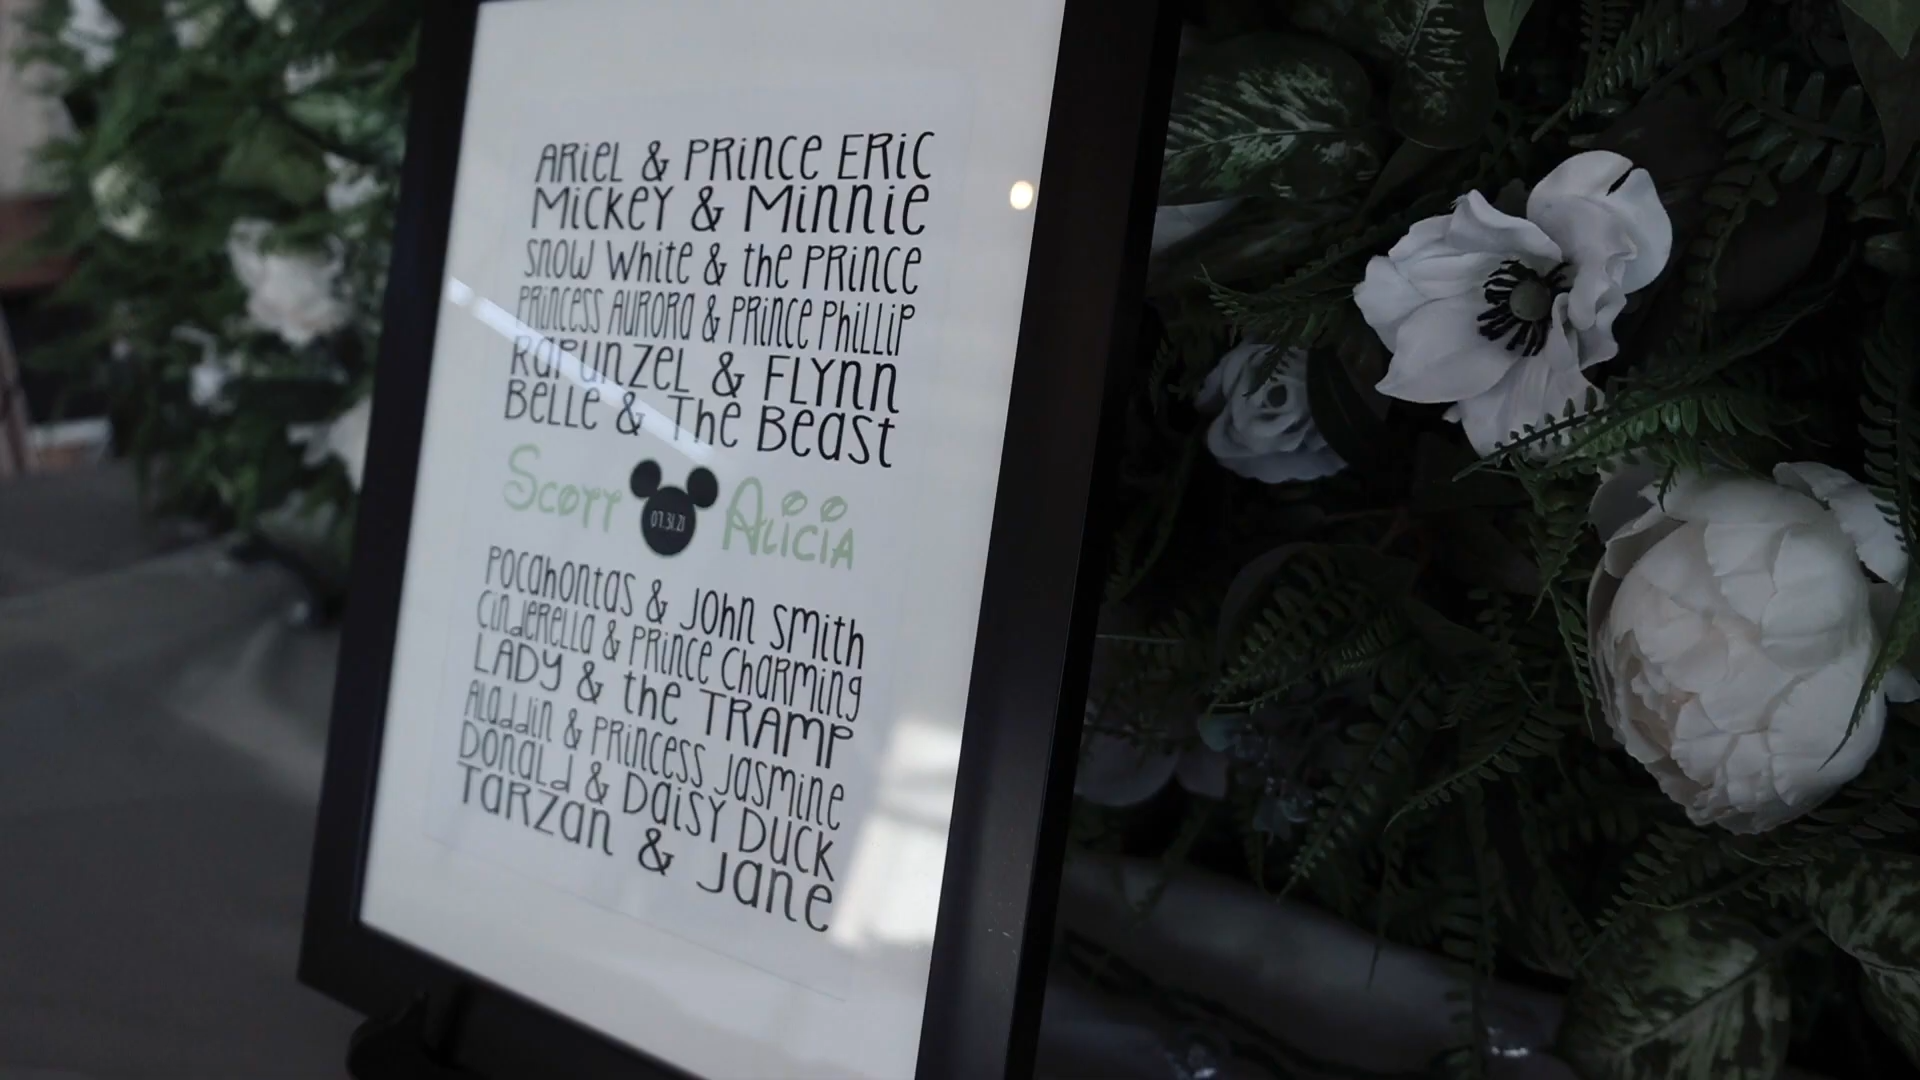 ARIEL & PRINCE ERIC
MICKEY & MINNIE
SNOW WHITE & the PRINCE
PRINCESS AURORA & PRINCE PHILLIP
RAPUNZEL & FLYNN
BELLE & The BEAST
SCOTT 07.31.21 ALICIA
POCAHONTAS & JOHN SMITH
CINDERELLA & PRINCE CHARMING
LADY & the TRAMP
ALADDIN & PRINCESS JASMINE
DONALD & DAISY DUCK
TARZAN & JANE